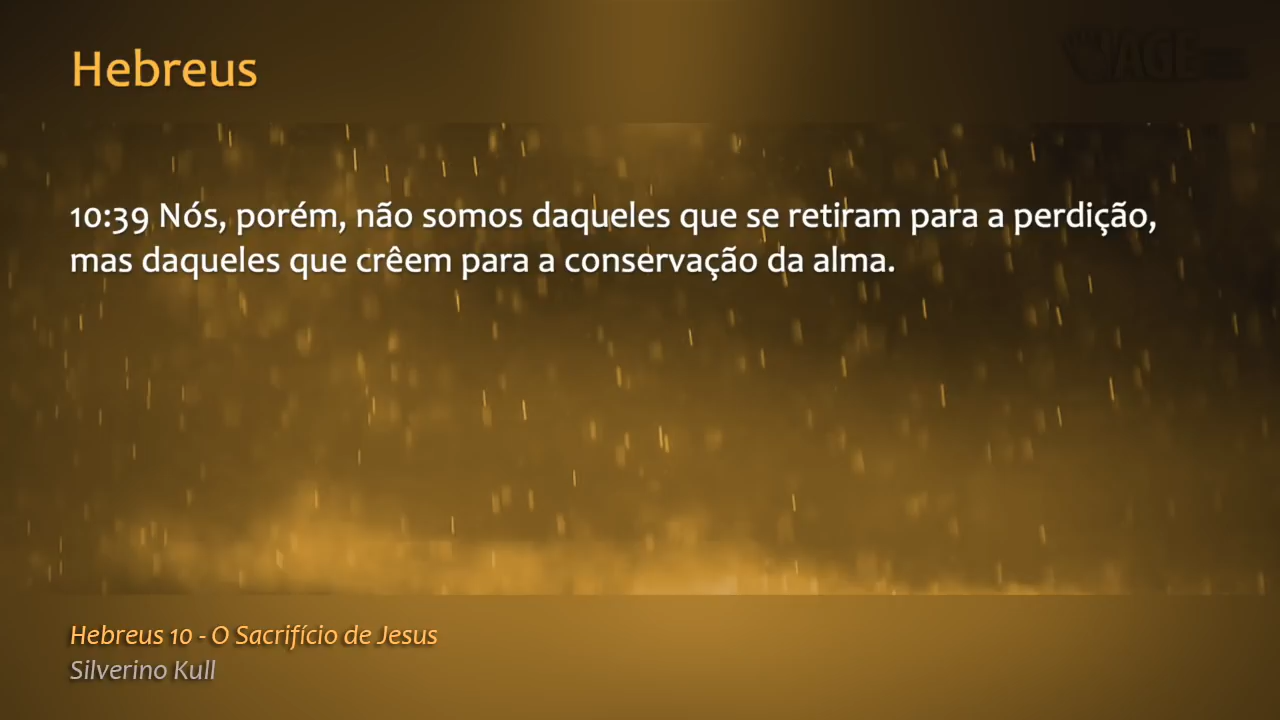 Hebreus
10:39 Nós, porém, não somos daqueles que se retiram para a perdição,
mas daqueles que crêem para a conservação da alma.
Hebreus 10 - O Sacrifício de Jesus
Silverino Kull